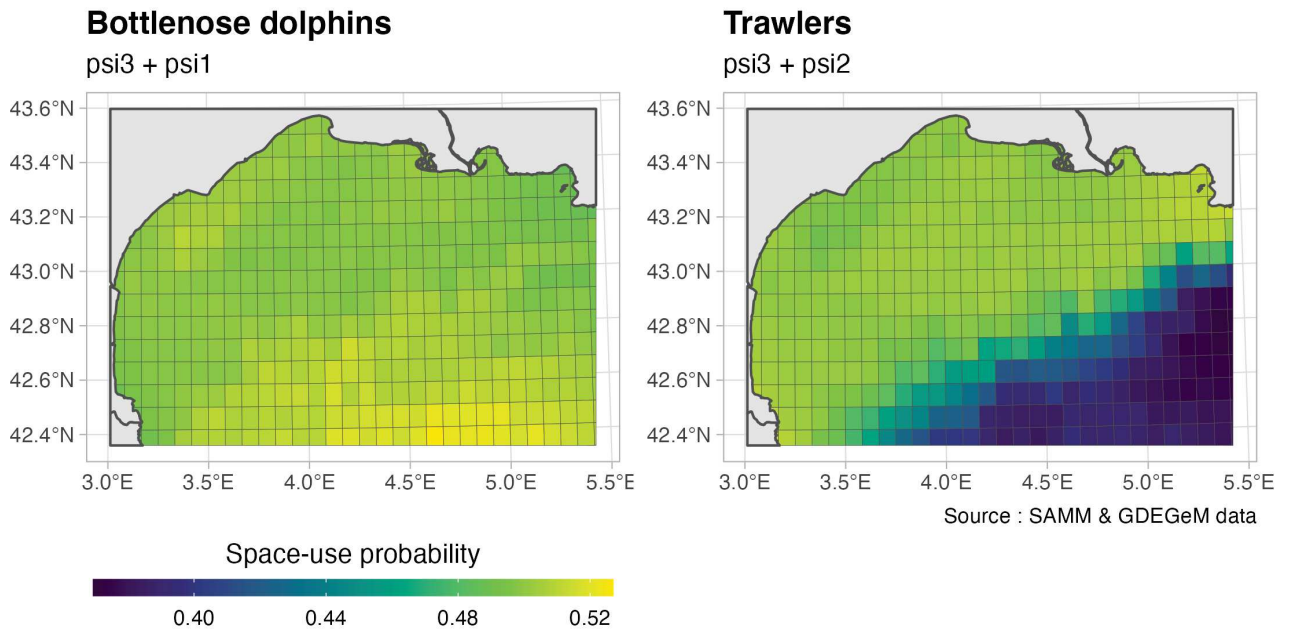 Bottlenose dolphins
psi3 + psi1
43.6°N
43.4°N
43.2°N
43.0°N
42.8°N
42.6°N
42.4°N
3.0°E 3.5°E 4.0°E 4.5°E 5.0°E 5.5°E
Trawlers
psi3 + psi2
43.6°N
43.4°N
43.2°N
43.0°N
42.8°N
42.6°N
42.4°N
3.0°E 3.5°E 4.0°E 4.5°E 5.0°E 5.5°E
Source : SAMM & GDEGeM data
Space-use probability
0.40 0.44 0.48 0.52